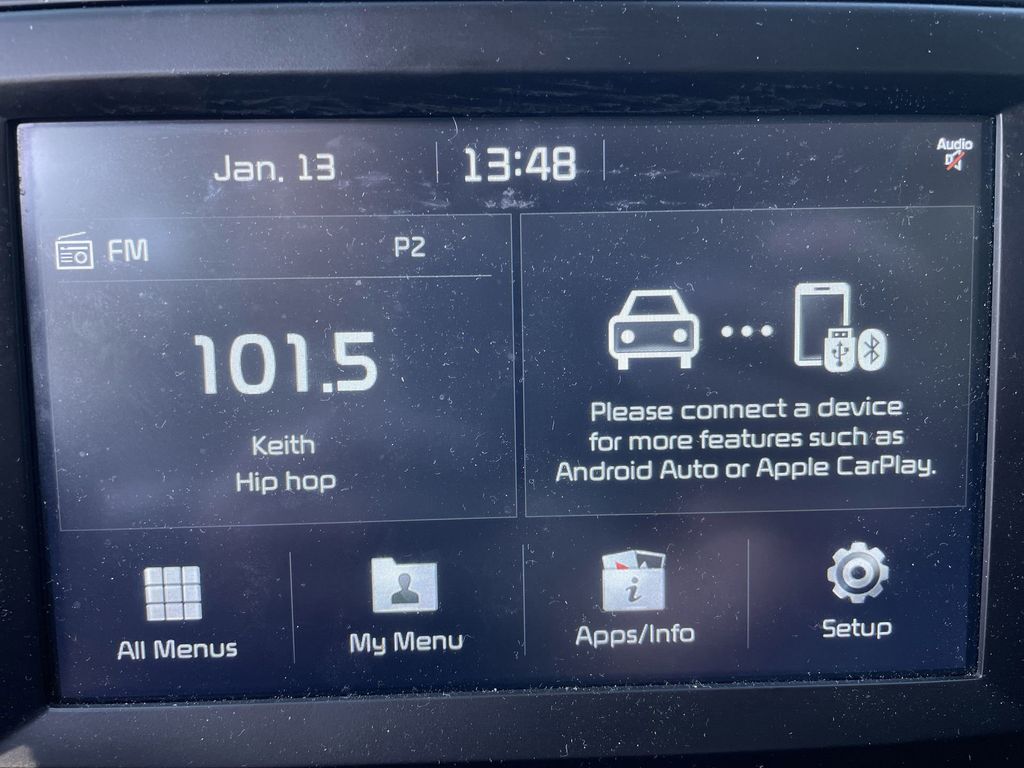 Jan. 13
13:48
Audio
FM
P2
101.5
Keith
Hip hop
Please connect a device
for more features such as
Android Auto or Apple CarPlay.
All Menus
My Menu
Apps/Info
Setup